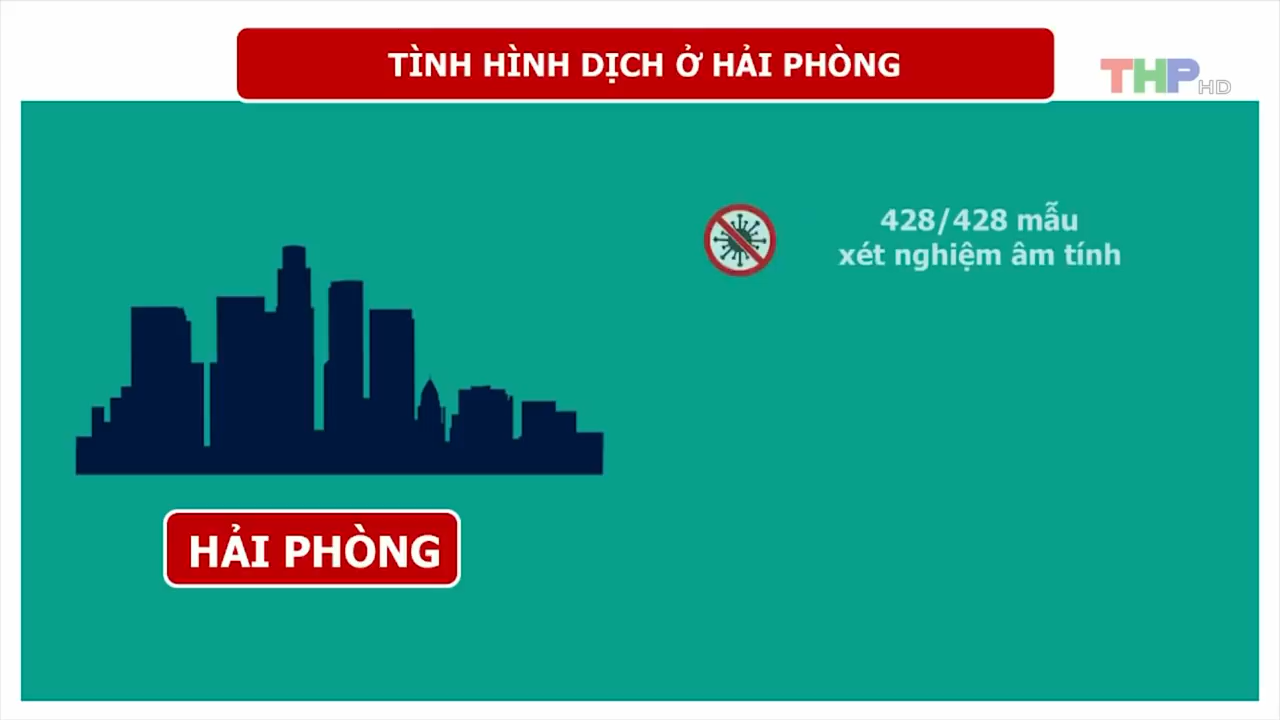 TÌNH HÌNH DỊCH Ở HẢI PHÒNG
THP HD
428/428 mẫu
xét nghiệm âm tính
HẢI PHÒNG